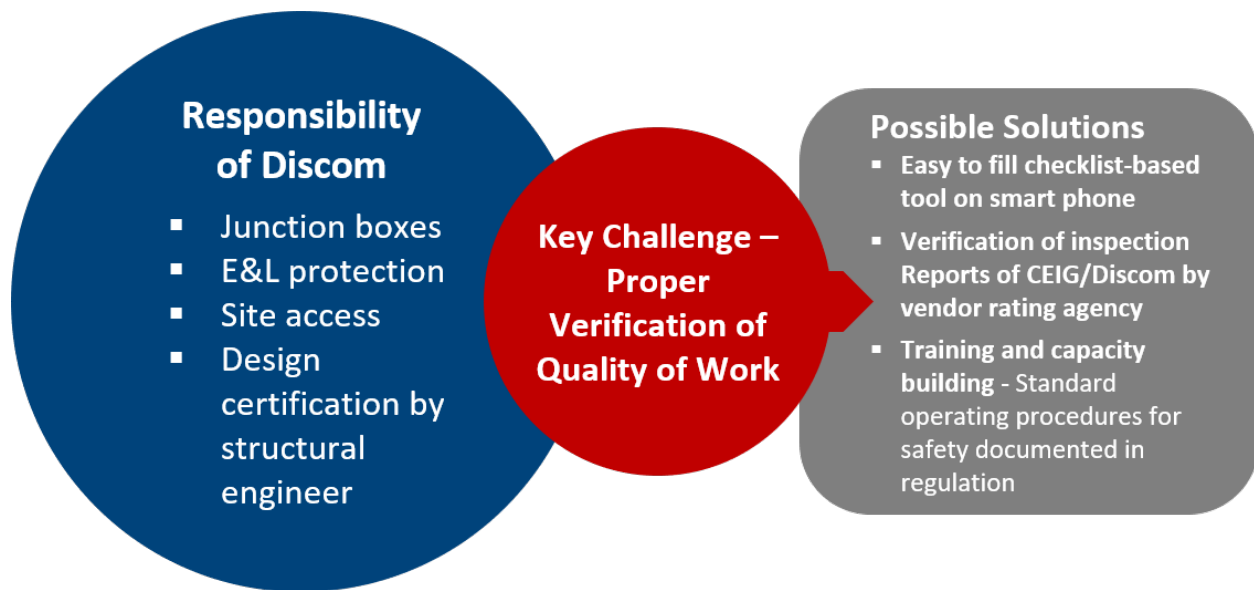 Responsibility
of Discom
▪ Junction boxes
▪ E&L protection
▪ Site access
▪ Design
certification by
structural
engineer
Key Challenge –
Proper
Verification of
Quality of Work
Possible Solutions
▪ Easy to fill checklist-based
tool on smart phone
▪ Verification of inspection
Reports of CEIG/Discom by
vendor rating agency
▪ Training and capacity
building - Standard
operating procedures for
safety documented in
regulation